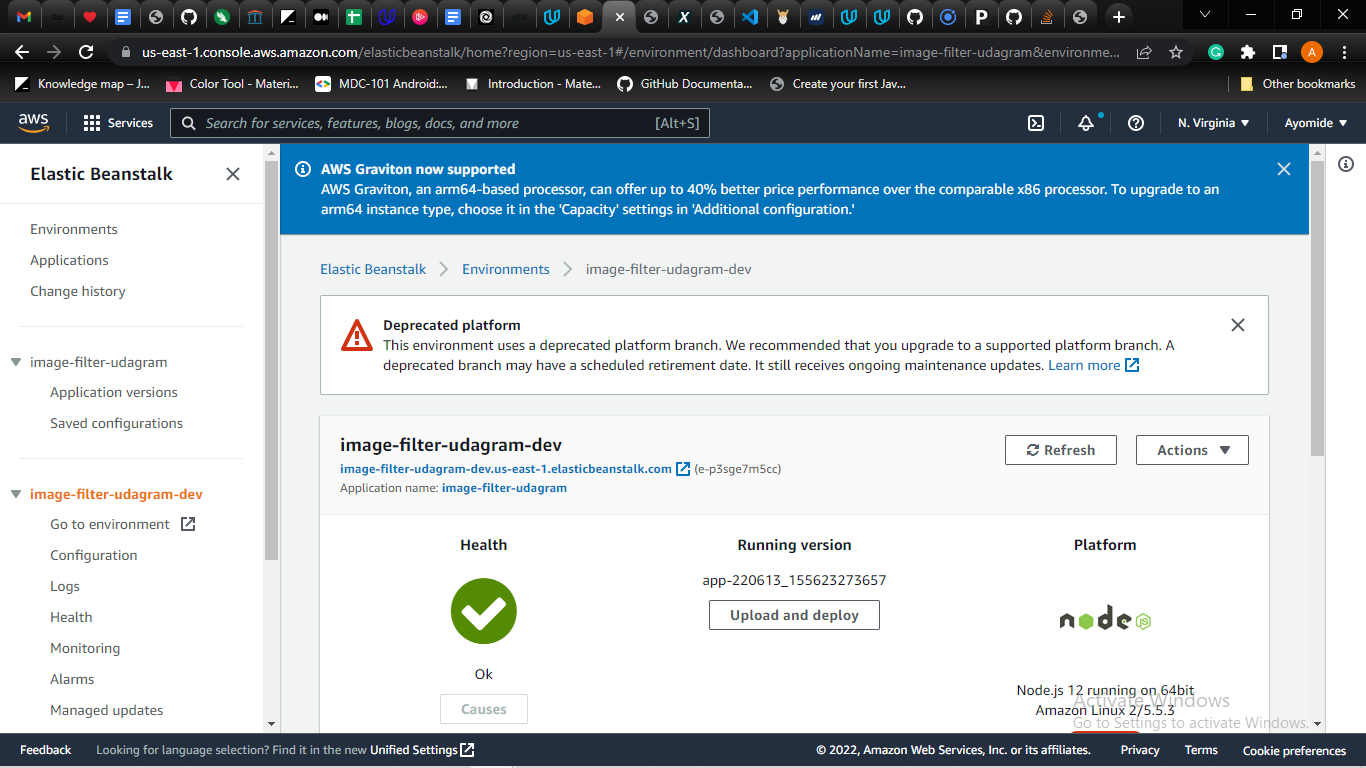 us-east-1.console.aws.amazon.com/elasticbeanstalk/home?region=us-east-1#/environment/dashboard?applicationName=image-filter-udagram&environme...
A
Knowledge map – J...
Color Tool - Materi...
MDC-101 Android:...
Introduction - Mate...
GitHub Documenta...
Create your first Jav...
Other bookmarks
aws
Services
Search for services, features, blogs, docs, and more
[Alt+S]
N. Virginia
Ayomide
Elastic Beanstalk
Environments
Applications
Change history
image-filter-udagram
Application versions
Saved configurations
image-filter-udagram-dev
Go to environment
Configuration
Logs
Health
Monitoring
Alarms
Managed updates
AWS Graviton now supported
AWS Graviton, an arm64-based processor, can offer up to 40% better price performance over the comparable x86 processor. To upgrade to an
arm64 instance type, choose it in the 'Capacity' settings in 'Additional configuration.'
Elastic Beanstalk
Environments
image-filter-udagram-dev
Deprecated platform
This environment uses a deprecated platform branch. We recommended that you upgrade to a supported platform branch. A
deprecated branch may have a scheduled retirement date. It still receives ongoing maintenance updates. Learn more
image-filter-udagram-dev
image-filter-udagram-dev.us-east-1.elasticbeanstalk.com (e-p3sge7m5cc)
Application name: image-filter-udagram
Refresh
Actions
Health
Ok
Causes
Running version
app-220613_155623273657
Upload and deploy
Platform
node
JS
Node.js 12 running on 64bit
Amazon Linux 2/5.5.3
Activate Windows
Go to Settings to activate Windows.
Feedback
Looking for language selection? Find it in the new Unified Settings
© 2022, Amazon Web Services, Inc. or its affiliates.
Privacy
Terms
Cookie preferences